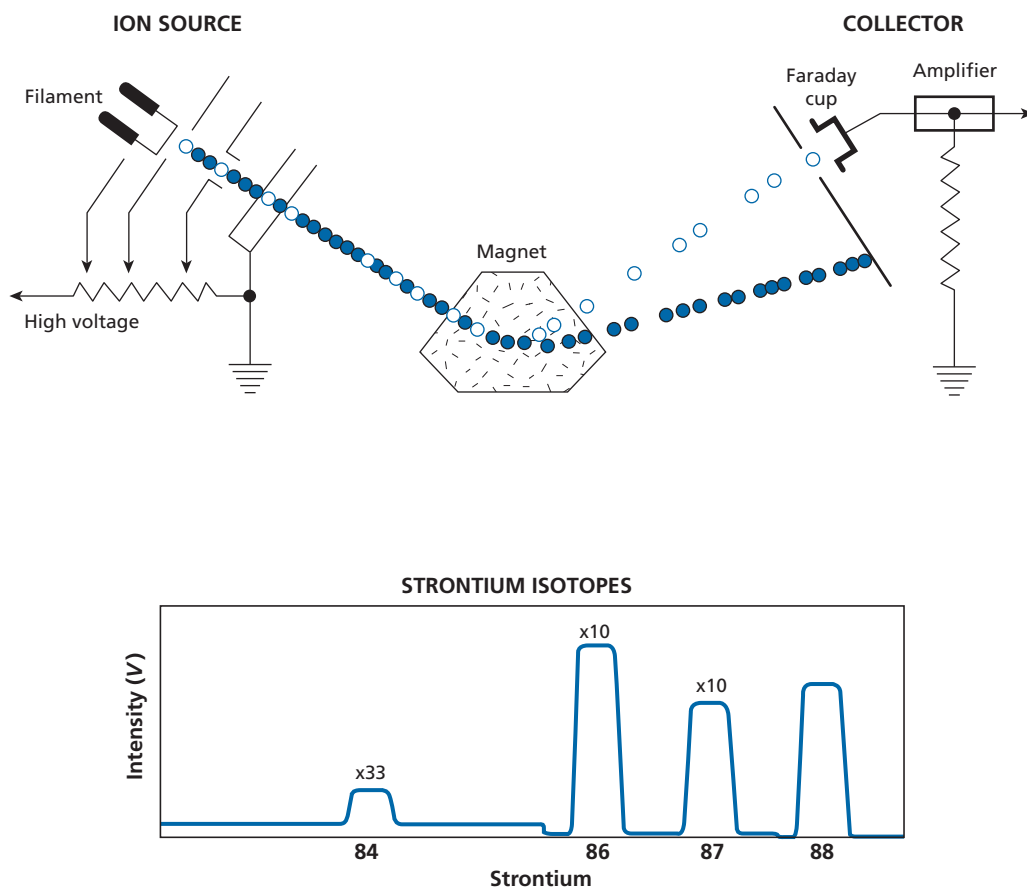 ION SOURCE
COLLECTOR
Filament
Faraday
cup
Amplifier
Magnet
High voltage
STRONTIUM ISOTOPES
Intensity (V)
x33
x10
x10
84
86
87
88
Strontium